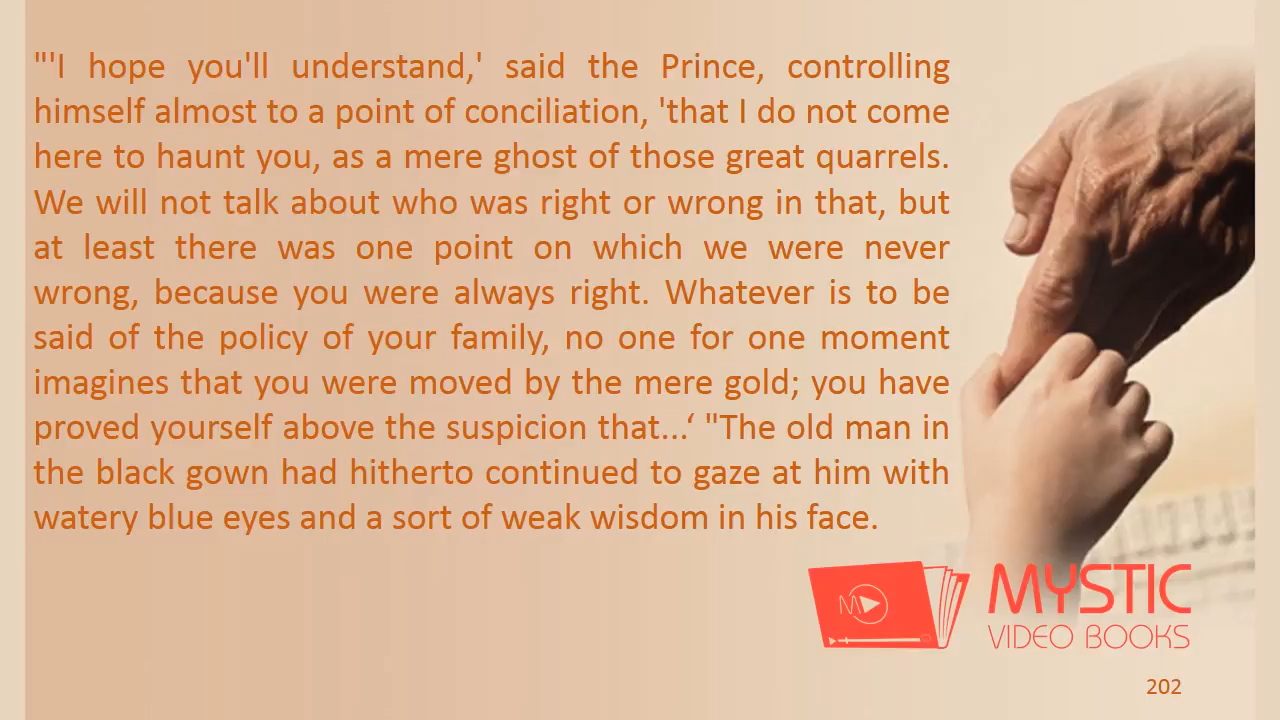 "'I hope you'll understand,' said the Prince, controlling
himself almost to a point of conciliation, 'that I do not come
here to haunt you, as a mere ghost of those great quarrels.
We will not talk about who was right or wrong in that, but
at least there was one point on which we were never
wrong, because you were always right. Whatever is to be
said of the policy of your family, no one for one moment
imagines that you were moved by the mere gold; you have
proved yourself above the suspicion that...‘ "The old man in
the black gown had hitherto continued to gaze at him with
watery blue eyes and a sort of weak wisdom in his face.
M
MYSTIC
VIDEO BOOKS
202